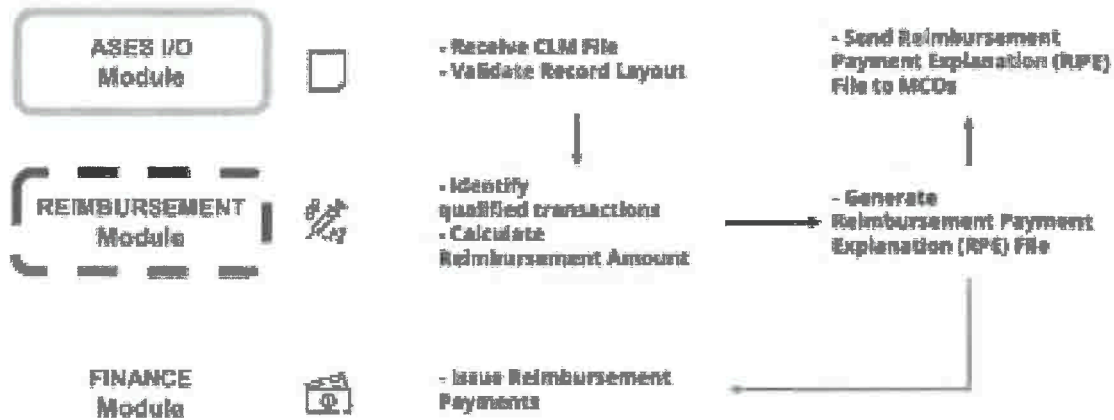 ASES I/O
Module
- Receive CLM File
- Validate Record Layout
- Send Reimbursement
Payment Explanation (RPE)
File to MCOs
REIMBURSEMENT
Module
- Identify
qualified transactions
- Calculate
Reimbursement Amount
- Generate
Reimbursement Payment
Explanation (RPE) File
FINANCE
Module
- Issue Reimbursement
Payments